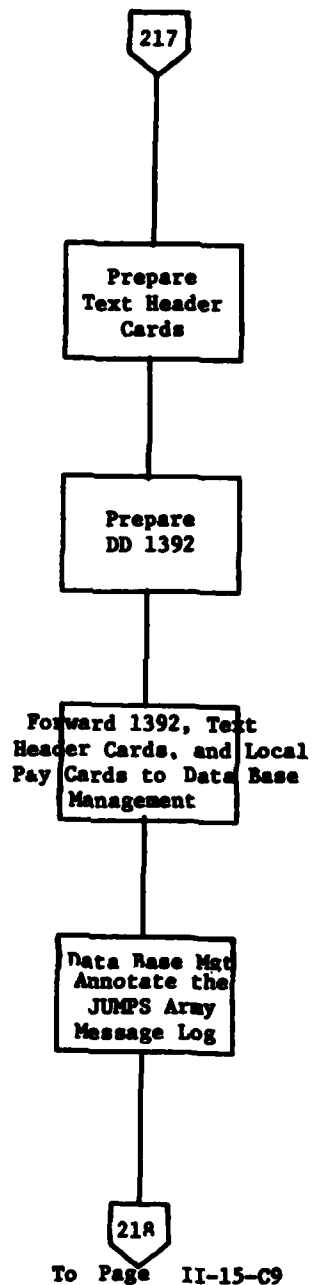 217
Prepare
Text Header
Cards
Prepare
DD 1392
Forward 1392, Text
Header Cards, and Local
Pay Cards to Data Base
Management
Data Base Mgt
Annotate the
JUMPS Army
Message Log
218
To Page II-15-C9